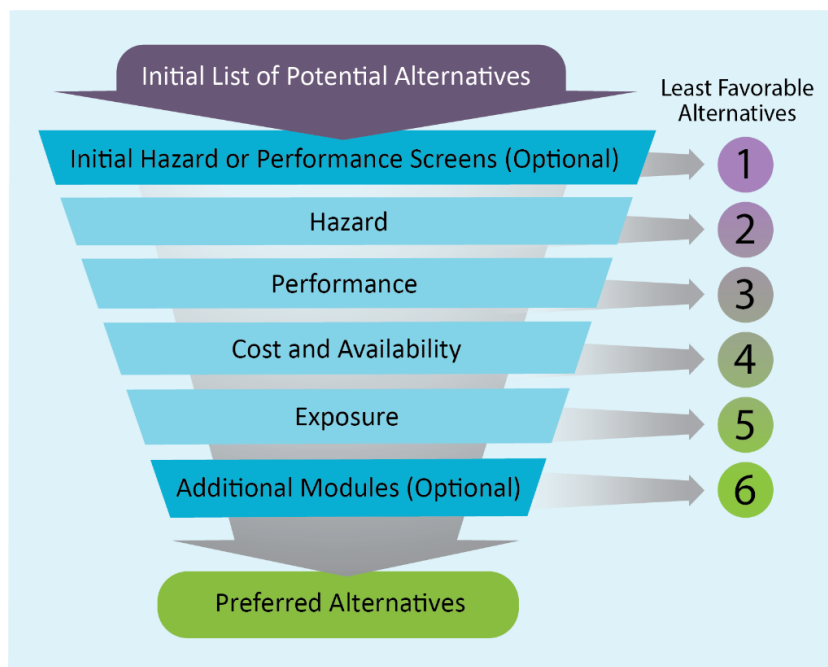 Initial List of Potential Alternatives
Least Favorable
Alternatives
Initial Hazard or Performance Screens (Optional)
1
Hazard
2
Performance
3
Cost and Availability
4
Exposure
5
Additional Modules (Optional)
6
Preferred Alternatives